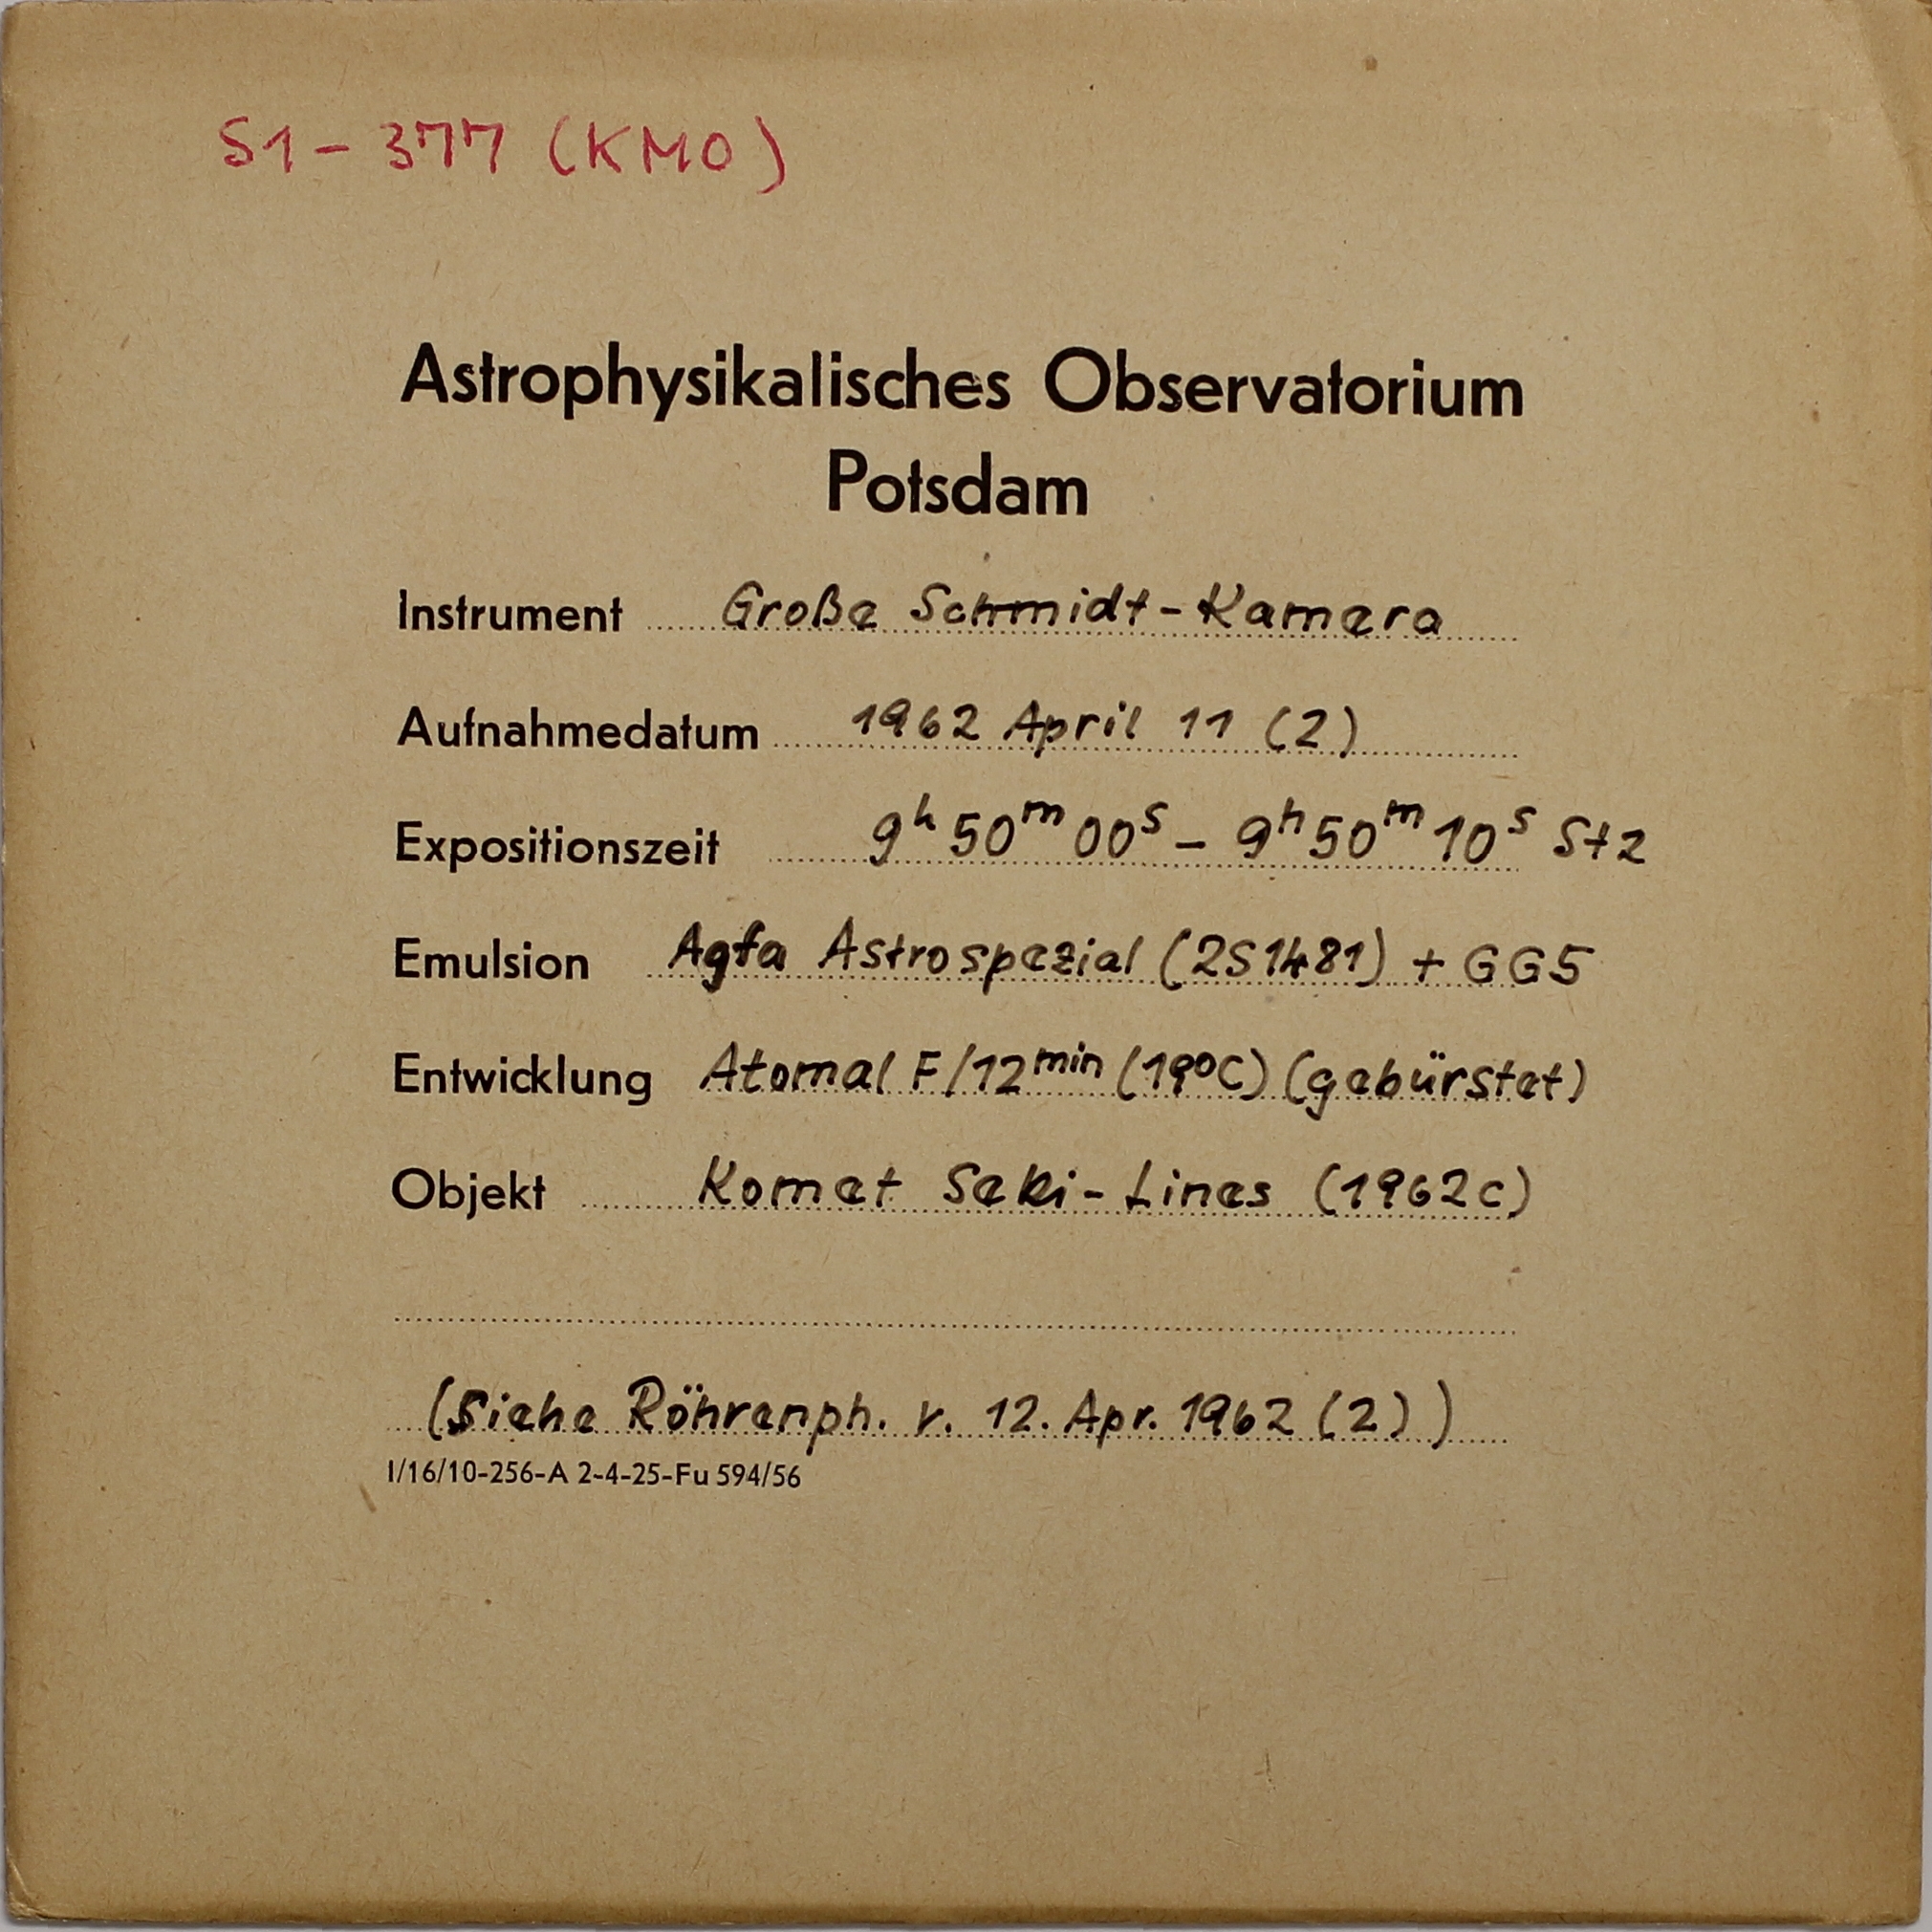 S1 - 377 (KMO)
Astrophysikalisches Observatorium
Potsdam
Instrument Große Schmidt-Kamera
Aufnahmedatum 1962 April 11 (2)
Expositionszeit 9h 50m 00s - 9h 50m 10s Stz
Emulsion Agfa Astrospezial (2S1481) + GG5
Entwicklung Atomal F/12min (19°C) (gebürstet)
Objekt Komet Seki-Lines (1962c)
(Siehe Röhrenph. v. 12. Apr. 1962 (2))
I/16/10-256-A 2-4-25-Fu 594/56